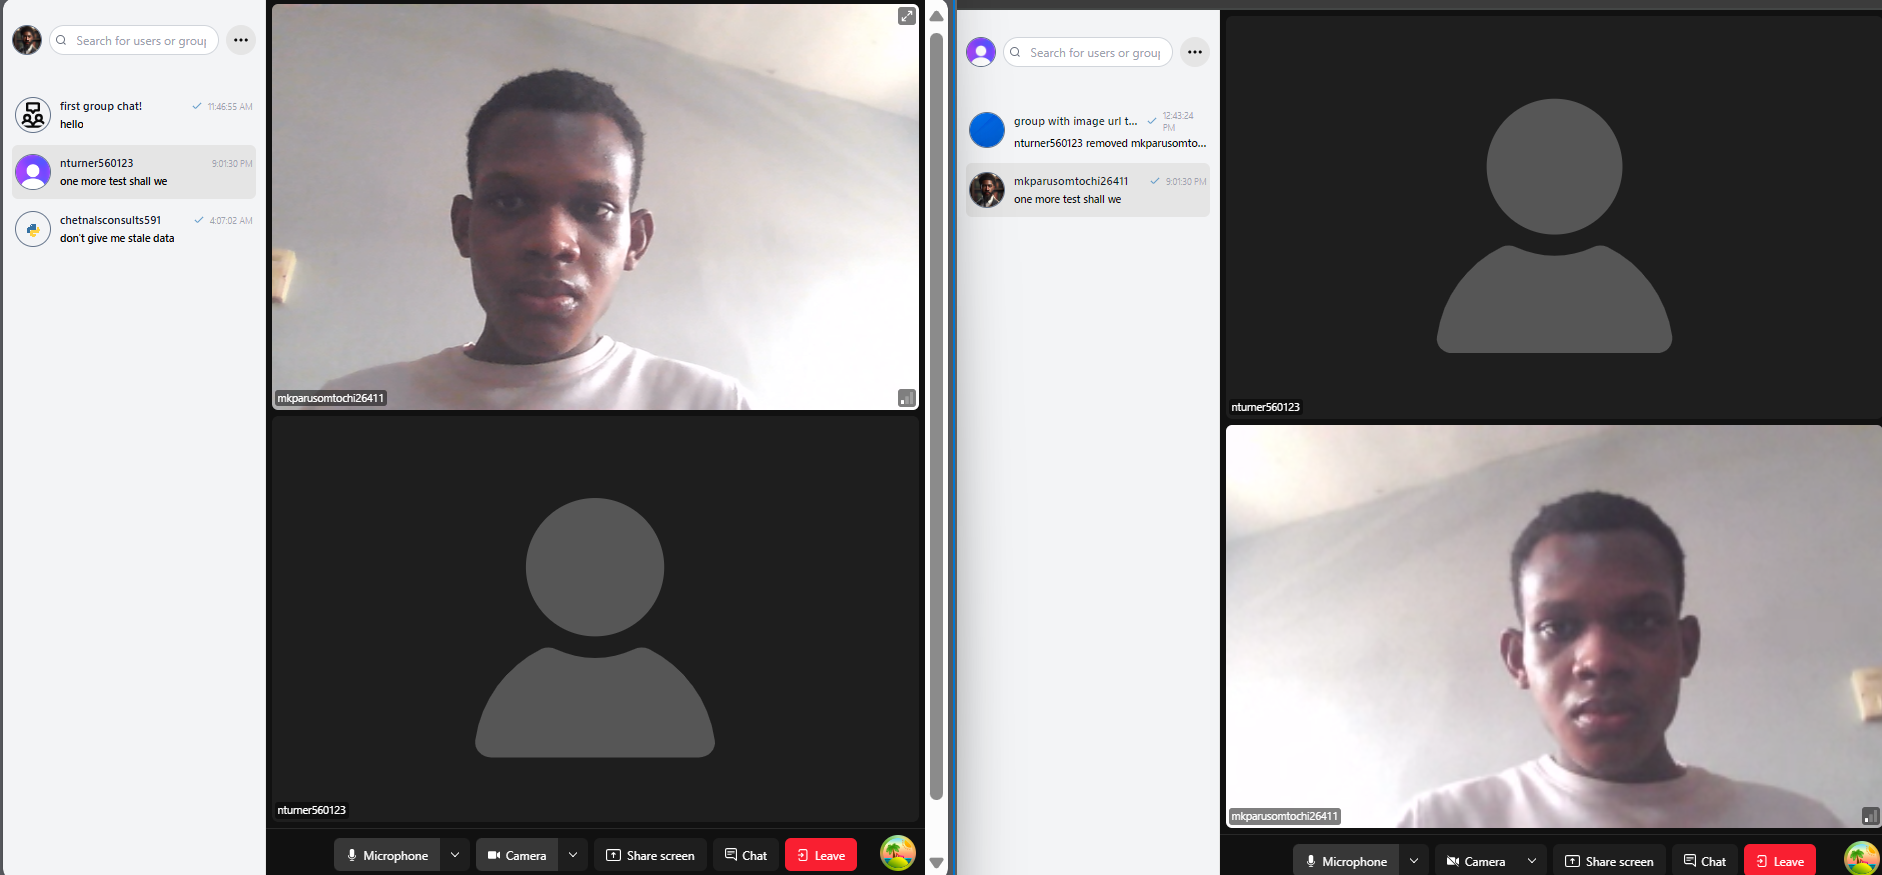 Search for users or group
first group chat!
11:46:55 AM
hello
nturner560123
9:01:30 PM
one more test shall we
chetnalsconsults591
4:07:02 AM
don't give me stale data
mkparusomtochi26411
nturner560123
Microphone
Camera
Share screen
Chat
Leave
Search for users or group
group with image url t...
12:43:24
PM
nturner560123 removed mkparusomto...
mkparusomtochi26411
9:01:30 PM
one more test shall we
nturner560123
mkparusomtochi26411
Microphone
Camera
Share screen
Chat
Leave